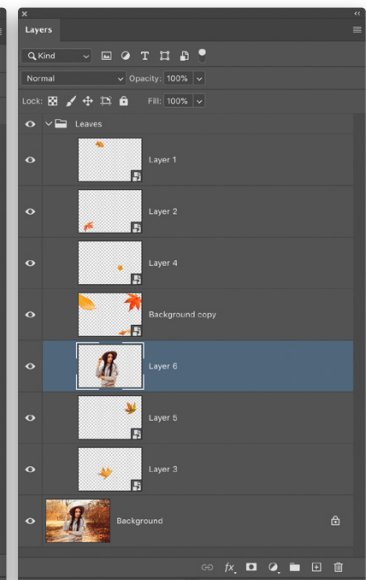 Layers
Kind
Normal Opacity: 100%
Lock: Fill: 100%
Leaves
Layer 1
Layer 2
Layer 4
Background copy
Layer 6
Layer 5
Layer 3
Background
fx